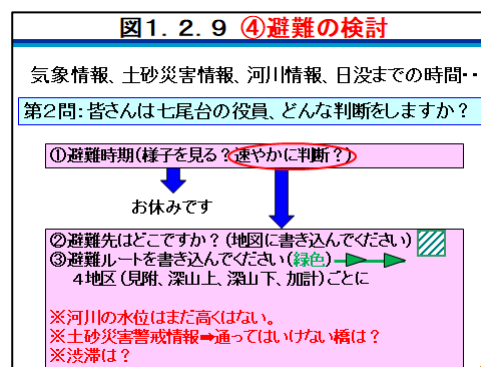 図1.2.9 ④避難の検討
気象情報、土砂災害情報、河川情報、日没までの時間・・
第2問:皆さんは七尾台の役員、どんな判断をしますか?
①避難時期(様子を見る?速やかに判断?)
お休みです
②避難先はどこですか?(地図に書き込んでください)
③避難ルートを書き込んでください(緑色)
4地区(見附、深山上、深山下、加計)ごとに
※河川の水位はまだ高くはない。
※土砂災害警戒情報➡通ってはいけない橋は?
※渋滞は?